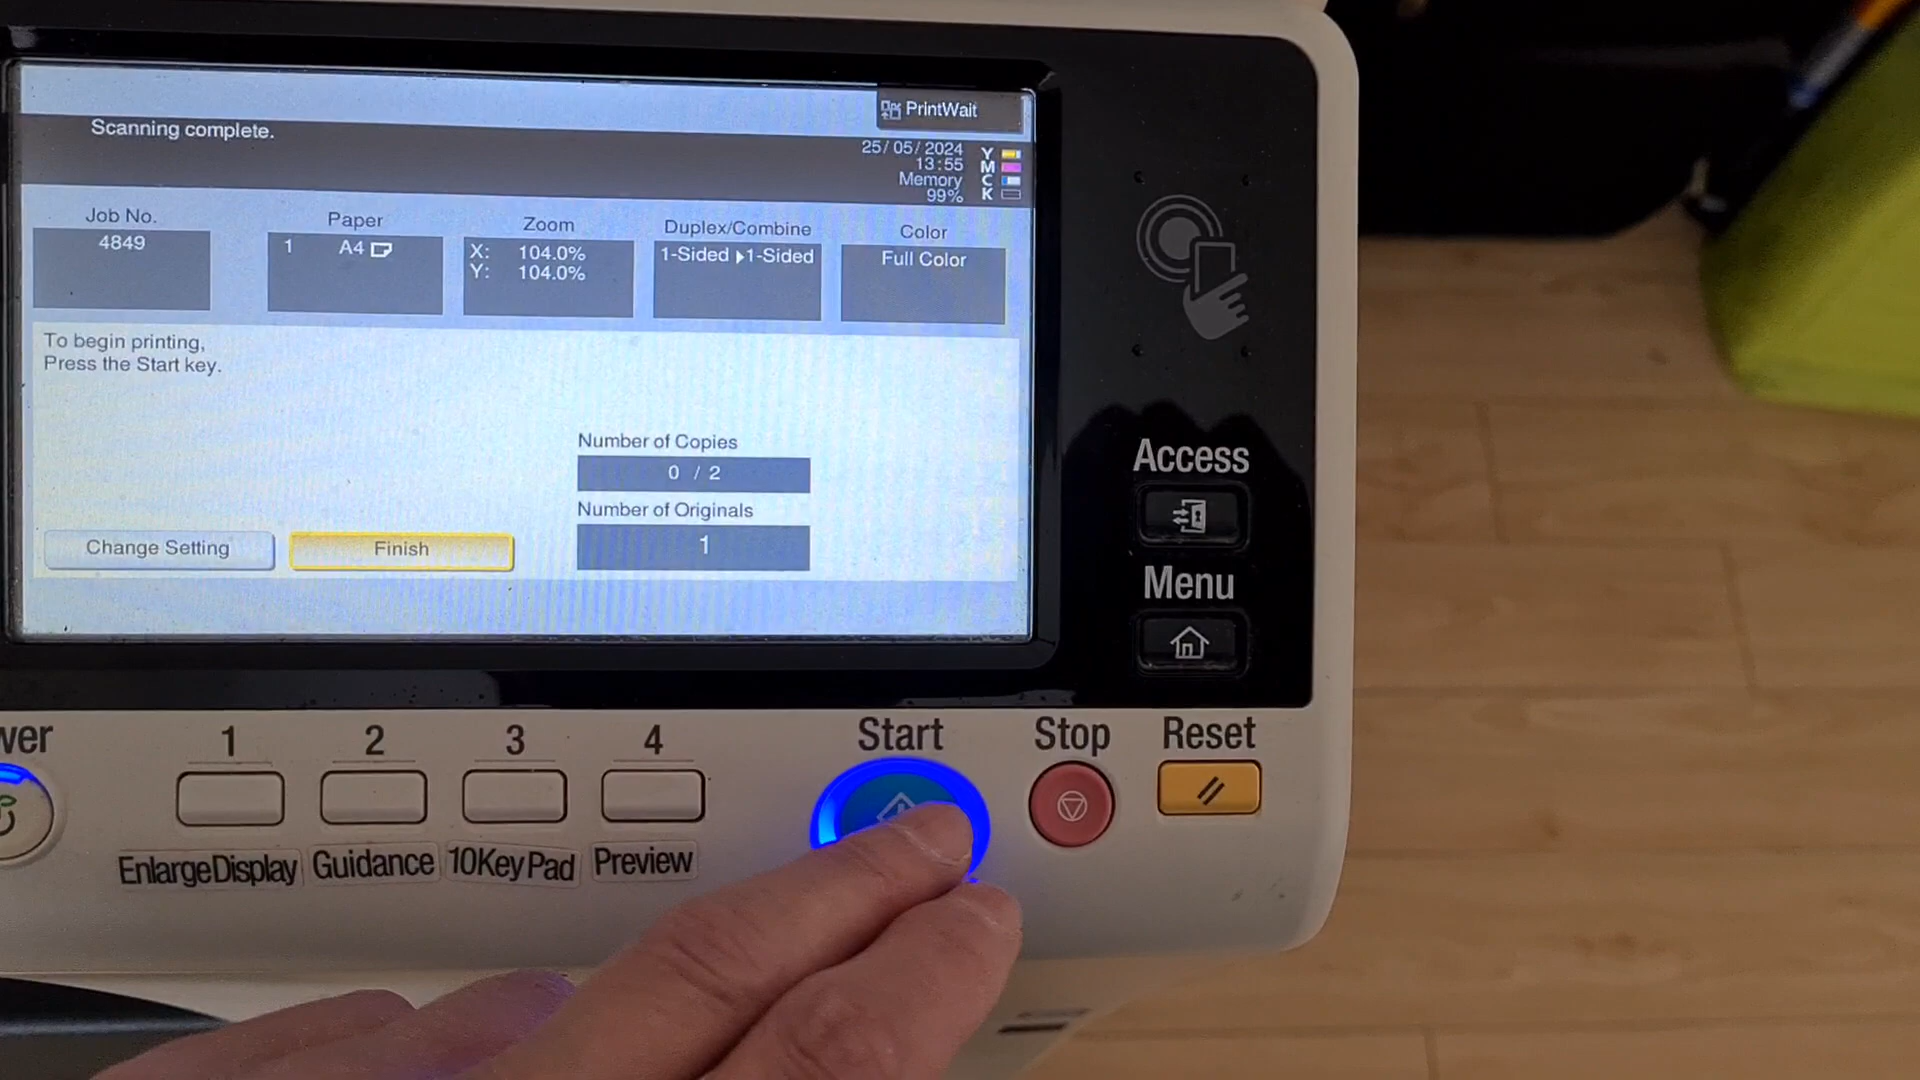 PrintWait
Scanning complete.
25/05/2024
13:55
Memory
99%
Y
M
C
K
Job No.
4849
Paper
1 A4
Zoom
X: 104.0%
Y: 104.0%
Duplex/Combine
1-Sided ▶1-Sided
Color
Full Color
To begin printing,
Press the Start key.
Number of Copies
0 / 2
Number of Originals
1
Change Setting
Finish
Access
Menu
wer
1
2
3
4
Start
Stop
Reset
EnlargeDisplay
Guidance
10KeyPad
Preview